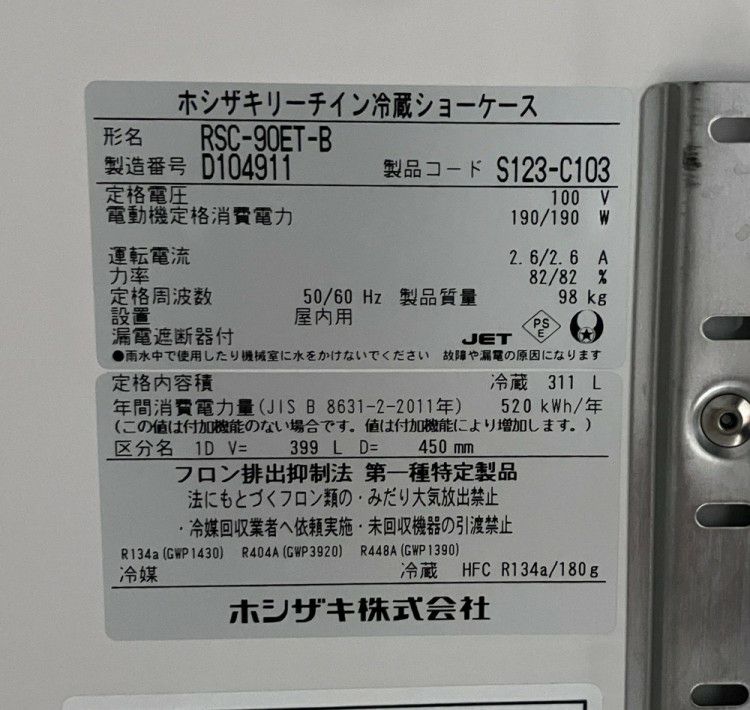 ホシザキリーチイン冷蔵ショーケース
形名 RSC-90ET-B
製造番号 D104911 製品コード S123-C103
定格電圧 100 V
電動機定格消費電力 190/190 W
運転電流 2.6/2.6 A
力率 82/82 %
定格周波数 50/60 Hz 製品質量 98 kg
設置 屋内用
漏電遮断器付 JET PSE
●雨水中で使用したり機械室に水をかけないでください 故障や漏電の原因になります
定格内容積 冷蔵 311 L
年間消費電力量(JIS B 8631-2-2011年) 520 kWh/年
(この値は付加機能のない場合です。値は付加機能により増加します。)
区分名 1D V= 399 L D= 450 mm
フロン排出抑制法 第一種特定製品
法にもとづくフロン類の・みだり大気放出禁止
・冷媒回収業者へ依頼実施・未回収機器の引渡禁止
R134a(GWP1430) R404A(GWP3920) R448A(GWP1390)
冷媒 冷蔵 HFC R134a/180g
ホシザキ株式会社